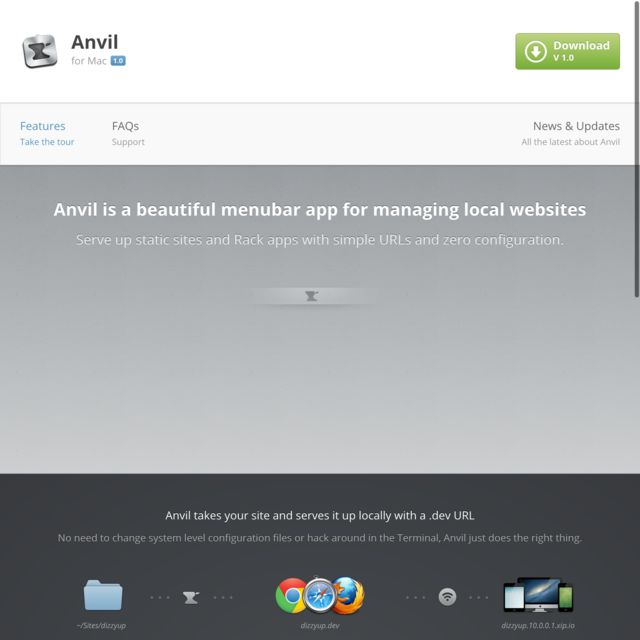 Anvil
for Mac 1.0
Download
V 1.0
Features
Take the tour
FAQs
Support
News & Updates
All the latest about Anvil
Anvil is a beautiful menubar app for managing local websites
Serve up static sites and Rack apps with simple URLs and zero configuration.
Anvil takes your site and serves it up locally with a .dev URL
No need to change system level configuration files or hack around in the Terminal, Anvil just does the right thing.
~/Sites/dizzyup
dizzyup.dev
dizzyup.10.0.0.1.xip.io